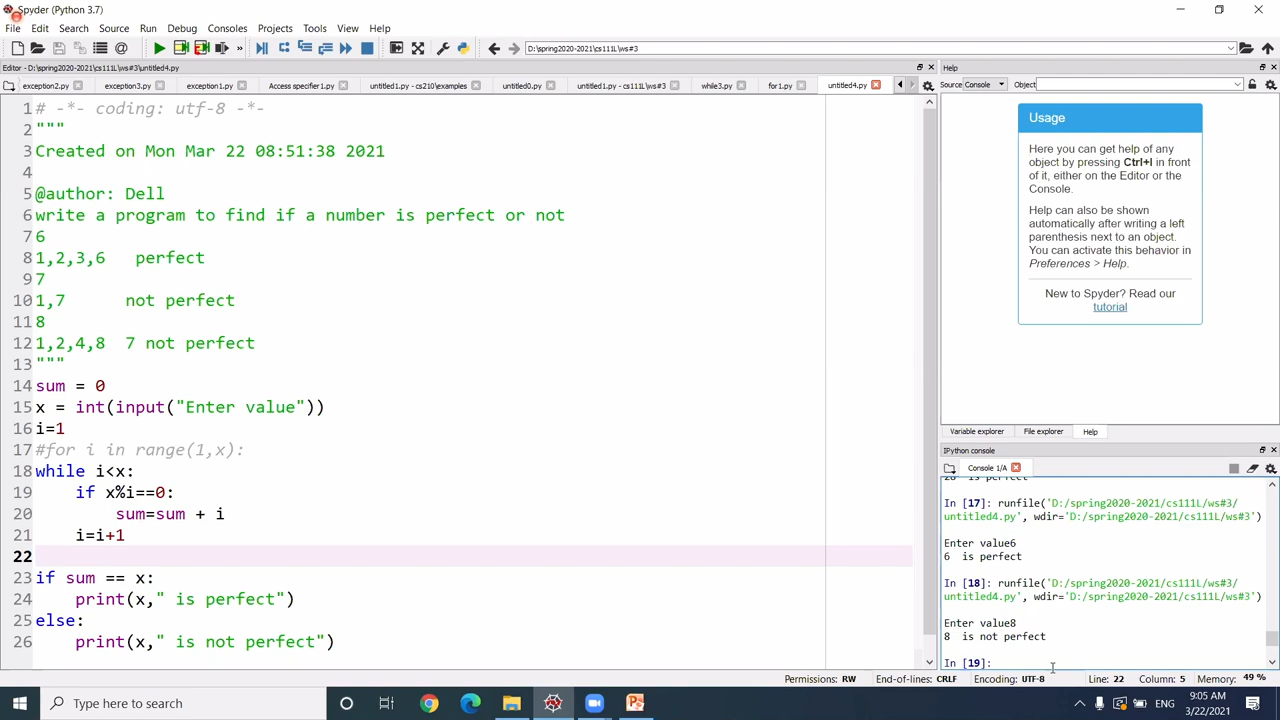 Spyder (Python 3.7)
File Edit Search Source Run Debug Consoles Projects Tools View Help
D:\spring2020-2021\cs111L\ws#3
Editor - D:\spring2020-2021\cs111L\ws#3\untitled4.py
exception2.py exception3.py exception1.py Access specifier1.py untitled1.py - cs210\examples untitled0.py untitled1.py - cs111L\ws#3 while3.py for1.py untitled4.py
1 # -*- coding: utf-8 -*-
2 """
3 Created on Mon Mar 22 08:51:38 2021
4
5 @author: Dell
6 write a program to find if a number is perfect or not
7 6
8 1,2,3,6   perfect
9 7
10 1,7      not perfect
11 8
12 1,2,4,8  7 not perfect
13 """
14 sum = 0
15 x = int(input("Enter value"))
16 i=1
17 #for i in range(1,x):
18 while i<x:
19     if x%i==0:
20         sum=sum + i
21     i=i+1
22
23 if sum == x:
24     print(x," is perfect")
25 else:
26     print(x," is not perfect")
Help
Source Console Object
Usage
Here you can get help of any
object by pressing Ctrl+I in front
of it, either on the Editor or the
Console.
Help can also be shown
automatically after writing a left
parenthesis next to an object.
You can activate this behavior in
Preferences > Help.
New to Spyder? Read our
tutorial
Variable explorer File explorer Help
IPython console
Console 1/A
28  is perfect
In [17]: runfile('D:/spring2020-2021/cs111L/ws#3/
untitled4.py', wdir='D:/spring2020-2021/cs111L/ws#3')
Enter value6
6  is perfect
In [18]: runfile('D:/spring2020-2021/cs111L/ws#3/
untitled4.py', wdir='D:/spring2020-2021/cs111L/ws#3')
Enter value8
8  is not perfect
In [19]:
Permissions: RW End-of-lines: CRLF Encoding: UTF-8 Line: 22 Column: 5 Memory: 49 %
Type here to search
ENG
9:05 AM
3/22/2021